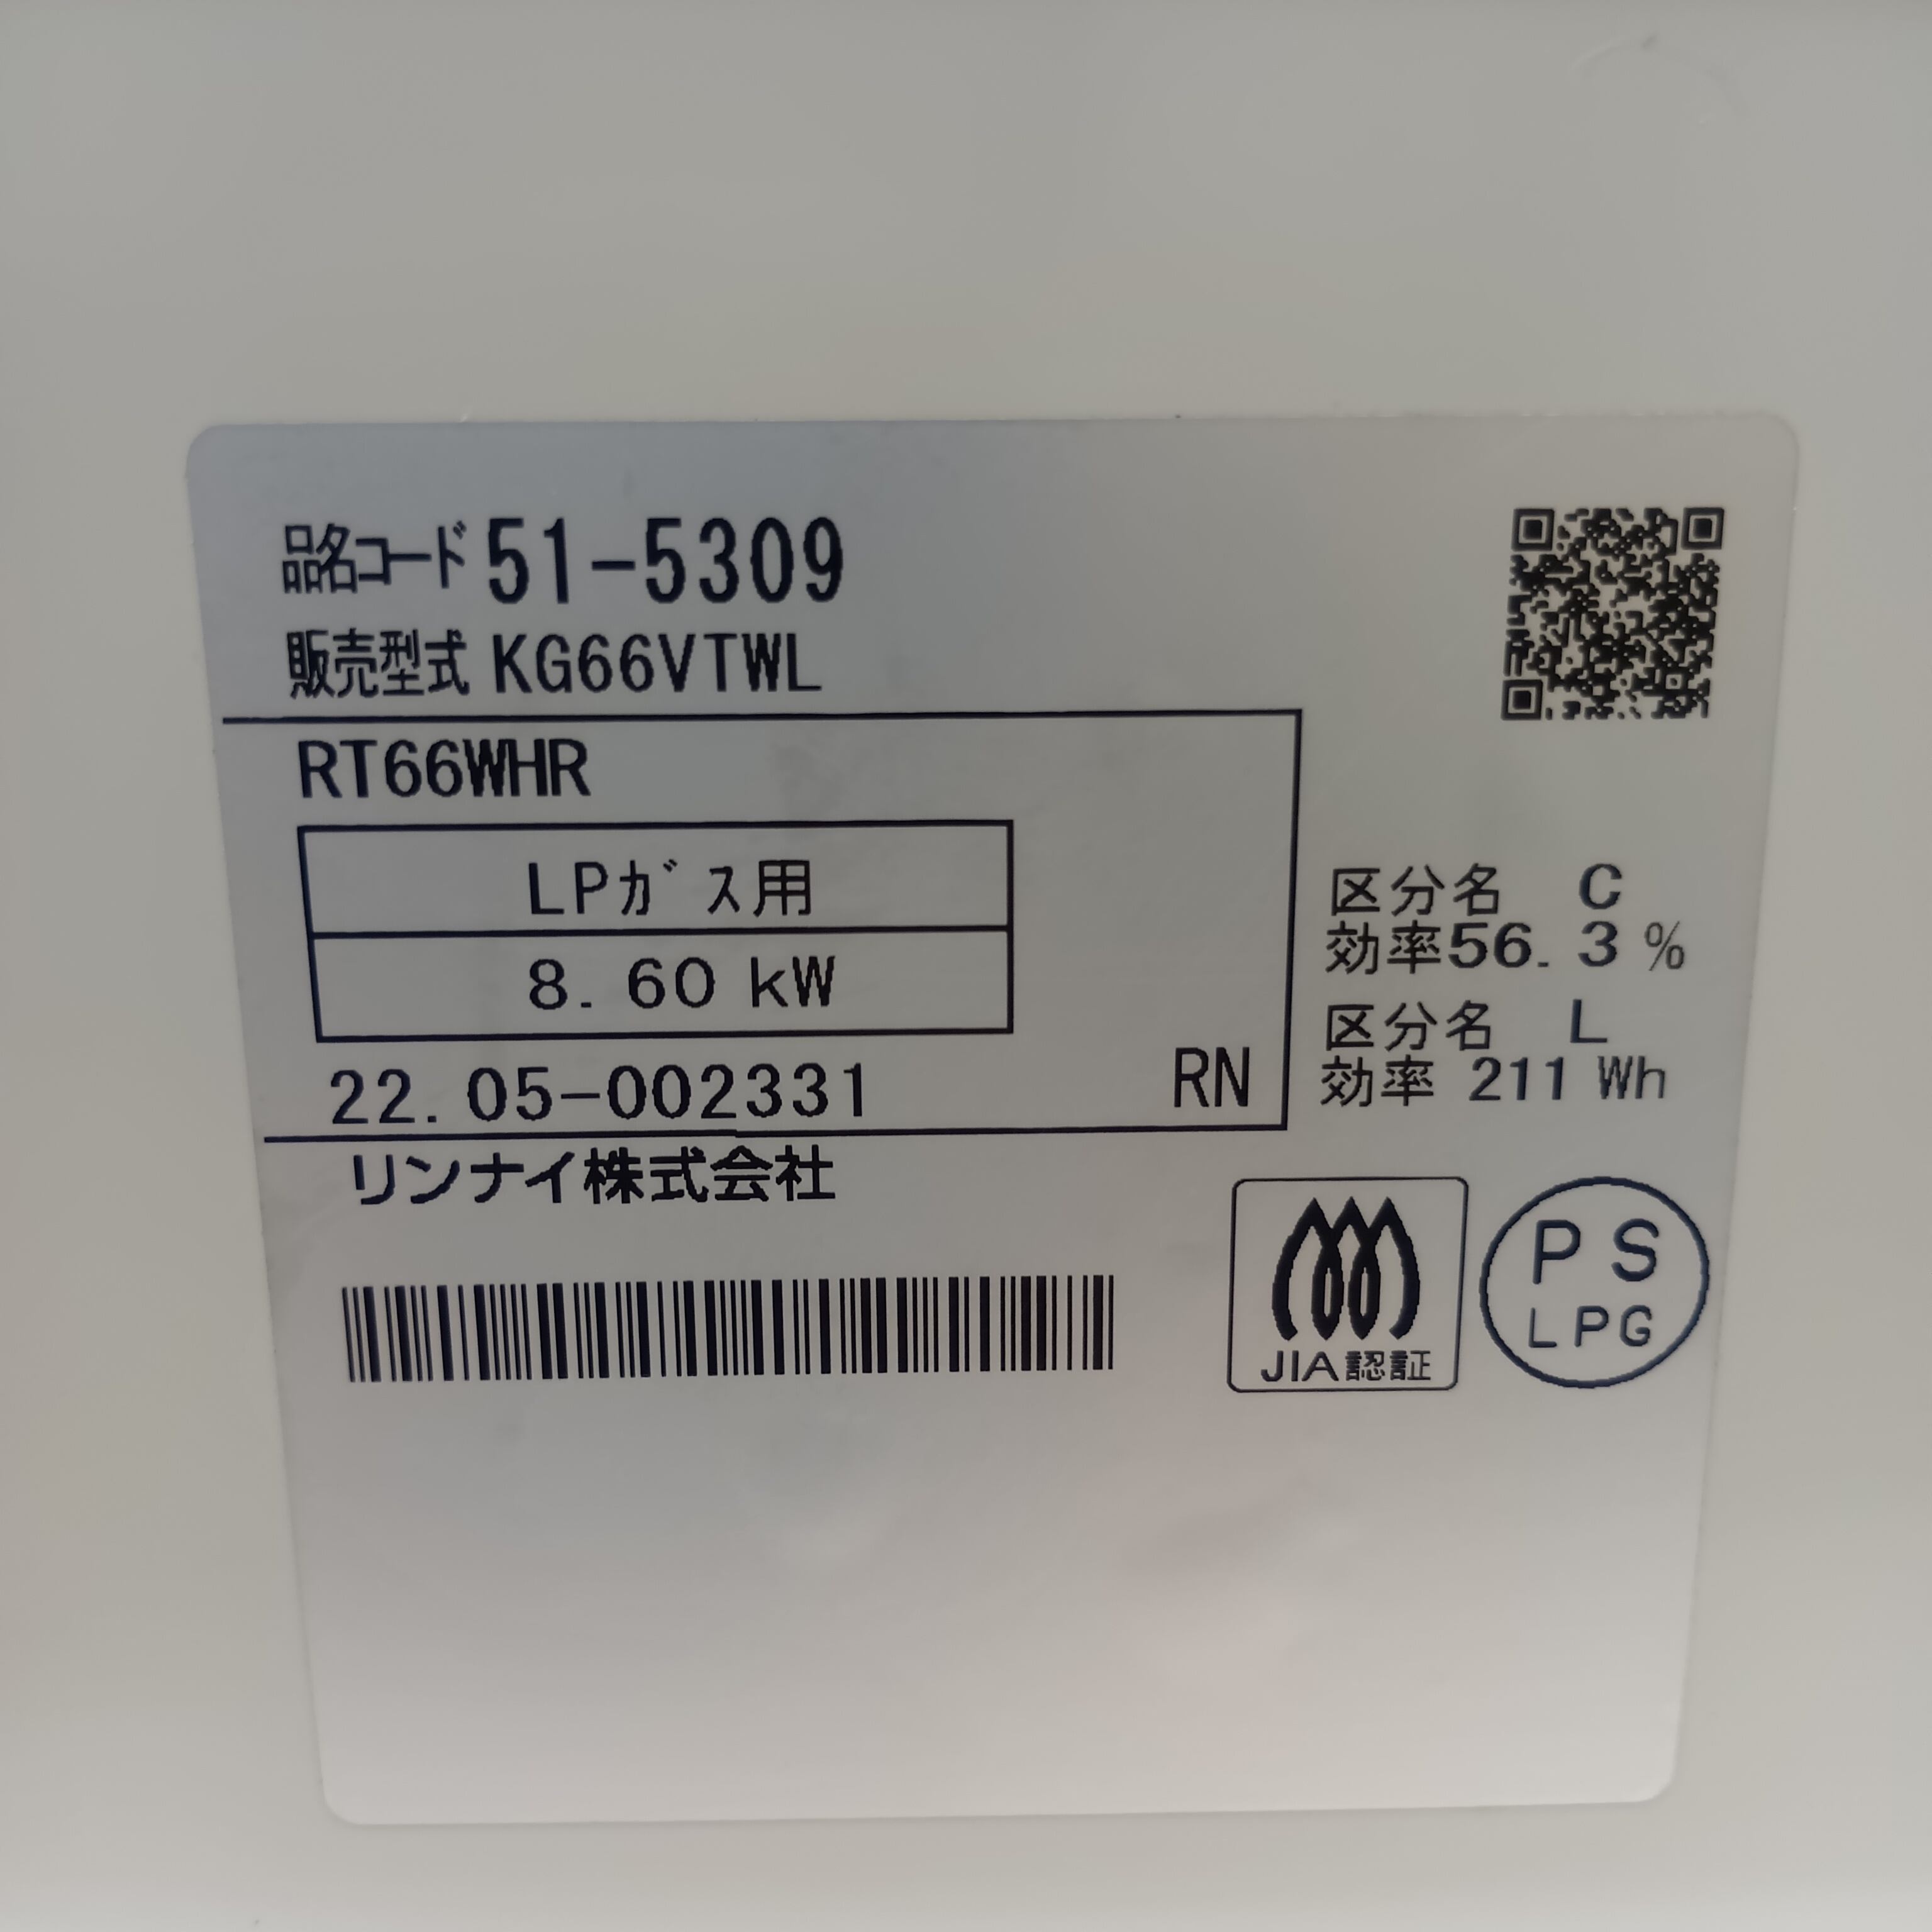 品名コード 51-5309
販売型式 KG66VTWL
RT66WHR
LPガス用
8.60 kW
22.05-002331
RN
リンナイ株式会社
区分名 C
効率56.3%
区分名 L
効率 211 Wh
JIA認証
PS
LPG